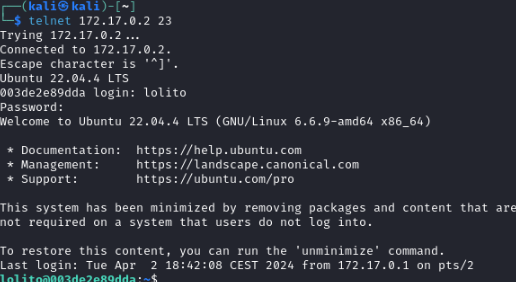 ┌──(kali㉿kali)-[~]
└─$ telnet 172.17.0.2 23
Trying 172.17.0.2...
Connected to 172.17.0.2.
Escape character is '^]'.
Ubuntu 22.04.4 LTS
003de2e89dda login: lolito
Password:
Welcome to Ubuntu 22.04.4 LTS (GNU/Linux 6.6.9-amd64 x86_64)
* Documentation:  https://help.ubuntu.com
* Management:     https://landscape.canonical.com
* Support:        https://ubuntu.com/pro
This system has been minimized by removing packages and content that are
not required on a system that users do not log into.
To restore this content, you can run the 'unminimize' command.
Last login: Tue Apr  2 18:42:08 CEST 2024 from 172.17.0.1 on pts/2
lolito@003de2e89dda:~$